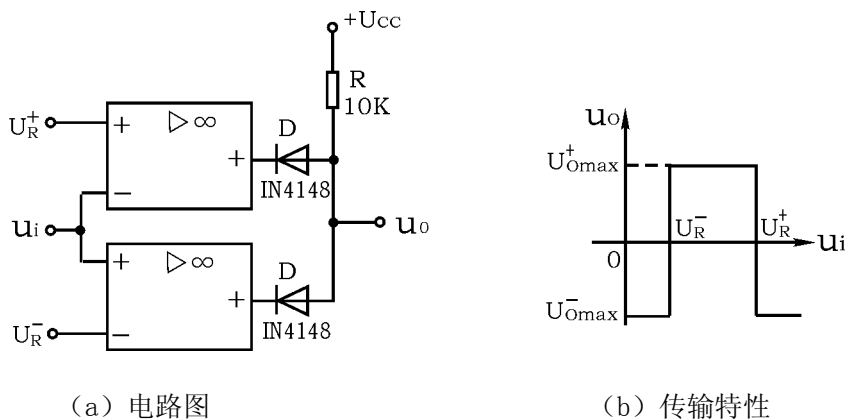 +Ucc
R
10K
U_R^+
+
▷∞
+
−
D
IN4148
ui
uo
+
▷∞
+
−
D
IN4148
U_R^-
(a) 电路图
uo
U_Omax^+
U_R^-
U_R^+
0
ui
U_Omax^-
(b) 传输特性